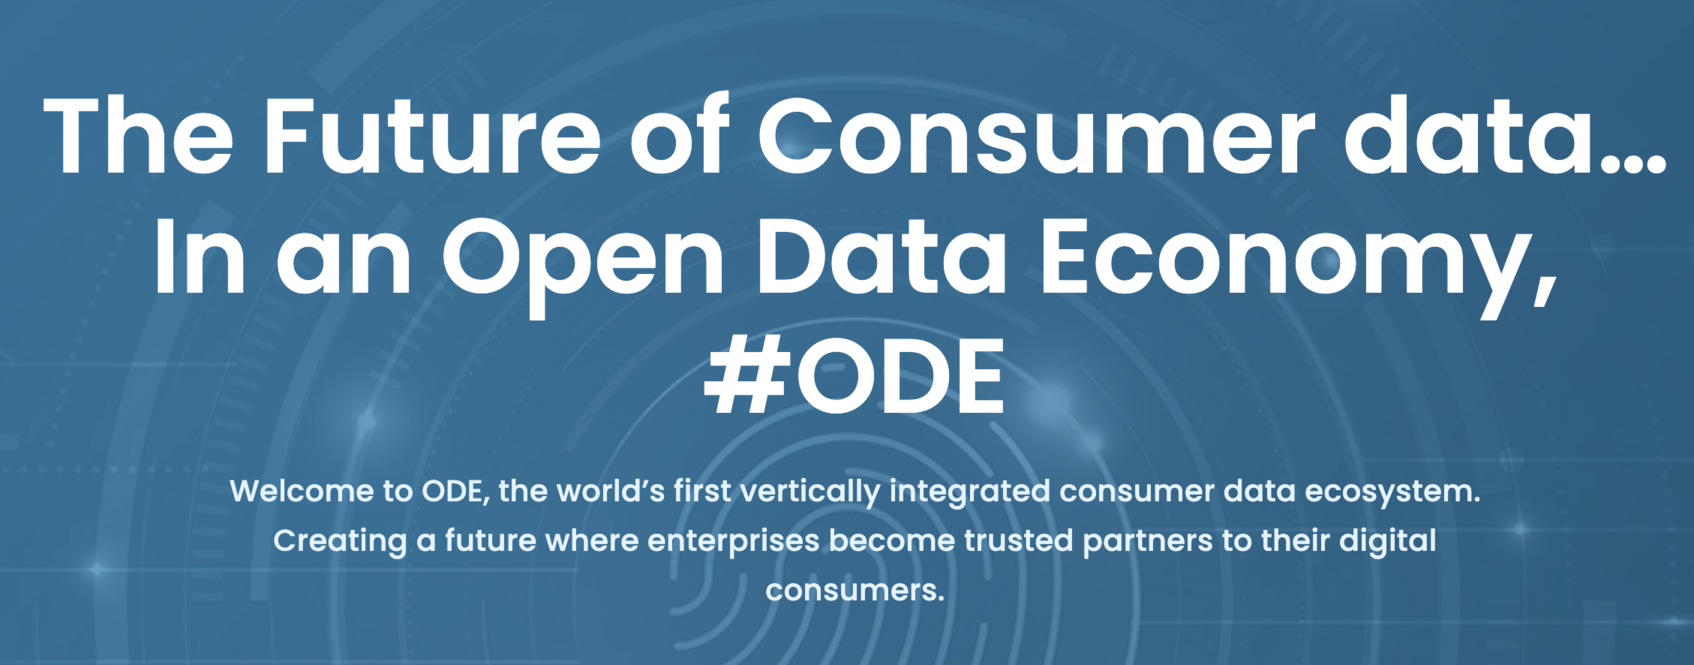 The Future of Consumer data...
In an Open Data Economy,
#ODE
Welcome to ODE, the world’s first vertically integrated consumer data ecosystem.
Creating a future where enterprises become trusted partners to their digital
consumers.